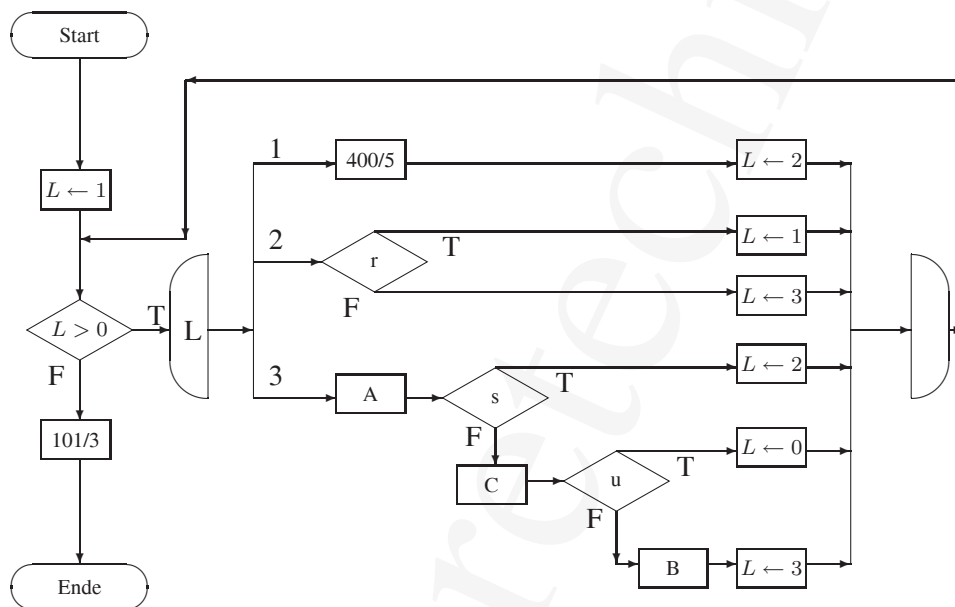 Start
1
400/5
L ← 2
L ← 1
2
r
T
L ← 1
F
L ← 3
L > 0
T
L
F
3
A
s
T
L ← 2
F
101/3
C
u
T
L ← 0
F
B
L ← 3
Ende